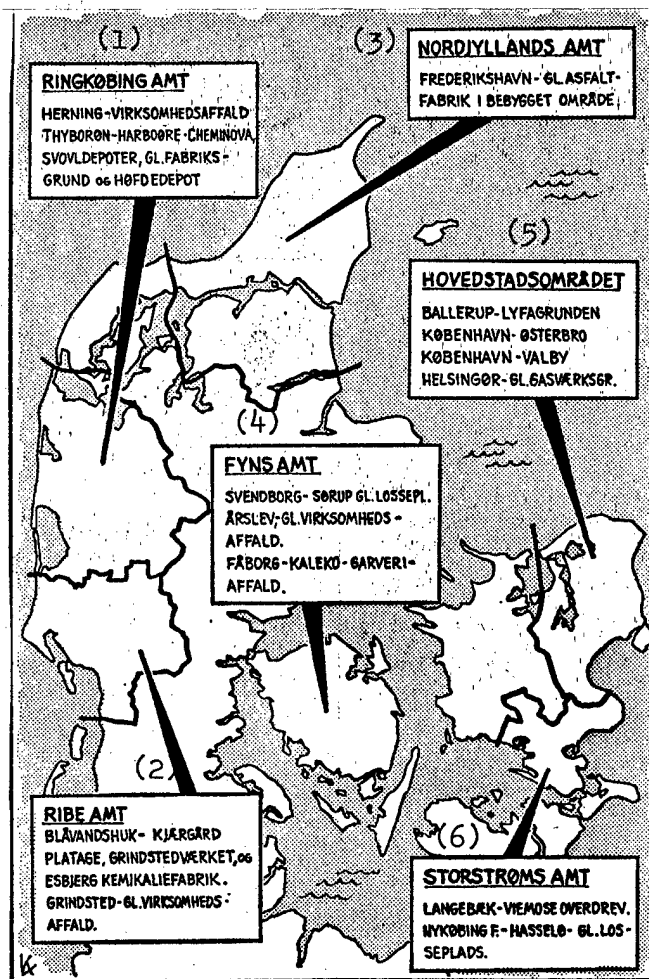 (1)
RINGKØBING AMT
HERNING-VIRKSOMHEDSAFFALD
THYBORØN-HARBOØRE-CHEMINOVA,
SVOVLDEPOTER, GL.FABRIKS-
GRUND OG HØFDEDEPOT
(3)
NORDJYLLANDS AMT
FREDERIKSHAVN-GL.ASFALT-
FABRIK I BEBYGGET OMRÅDE
(5)
HOVEDSTADSOMRÅDET
BALLERUP-LYFAGRUNDEN
KØBENHAVN-ØSTERBRO
KØBENHAVN-VALBY
HELSINGØR-GL.GASVÆRKSGR.
(4)
FYNS AMT
SVENDBORG-SØRUP GL.LOSSEPL.
ÅRSLEV-GL.VIRKSOMHEDS-
AFFALD.
FÅBORG-KALEKO-GARVERI-
AFFALD.
(2)
RIBE AMT
BLÅVANDSHUK- KJÆRGÅRD
PLATAGE, GRINDSTEDVÆRKET, OG
ESBJERG KEMIKALIEFABRIK.
GRINDSTED-GL.VIRKSOMHEDS-
AFFALD.
(6)
STORSTRØMS AMT
LANGEBÆK-VIEMOSE OVERDREV.
NYKØBING F.-HASSELØ-GL.LOS-
SEPLADS.